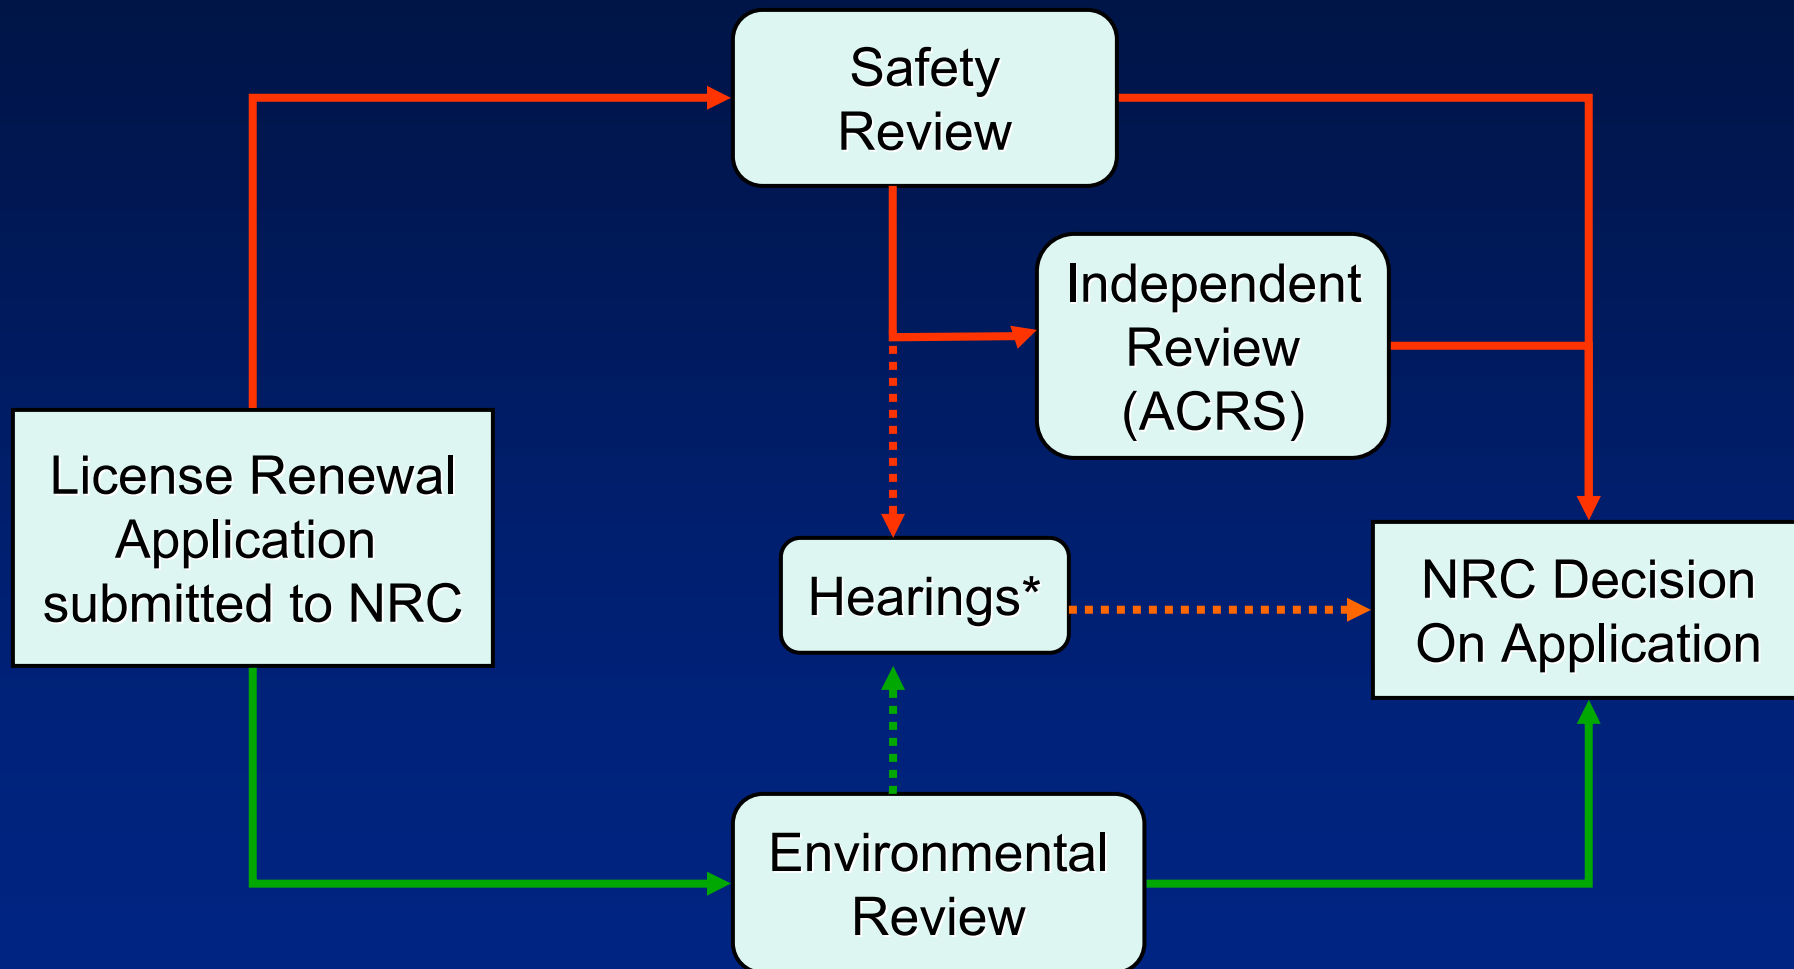 Safety
Review
Independent
Review
(ACRS)
License Renewal
Application
submitted to NRC
Hearings*
NRC Decision
On Application
Environmental
Review